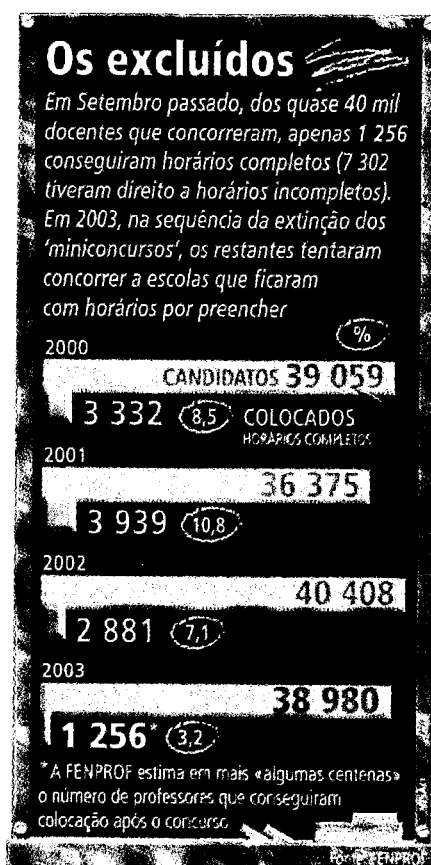 Os excluídos
Em Setembro passado, dos quase 40 mil
docentes que concorreram, apenas 1 256
conseguiram horários completos (7 302
tiveram direito a horários incompletos).
Em 2003, na sequência da extinção dos
'miniconcursos', os restantes tentaram
concorrer a escolas que ficaram
com horários por preencher
%
2000
CANDIDATOS 39 059
3 332 8,5 COLOCADOS
HORÁRIOS COMPLETOS
2001
36 375
3 939 10,8
2002
40 408
2 881 7,1
2003
38 980
1 256* 3,2
* A FENPROF estima em mais «algumas centenas»
o número de professores que conseguiram
colocação após o concurso
FENPROF